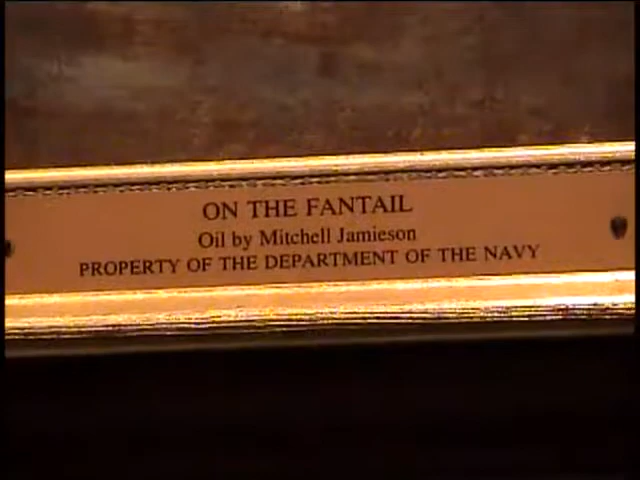 ON THE FANTAIL
Oil by Mitchell Jamieson
PROPERTY OF THE DEPARTMENT OF THE NAVY